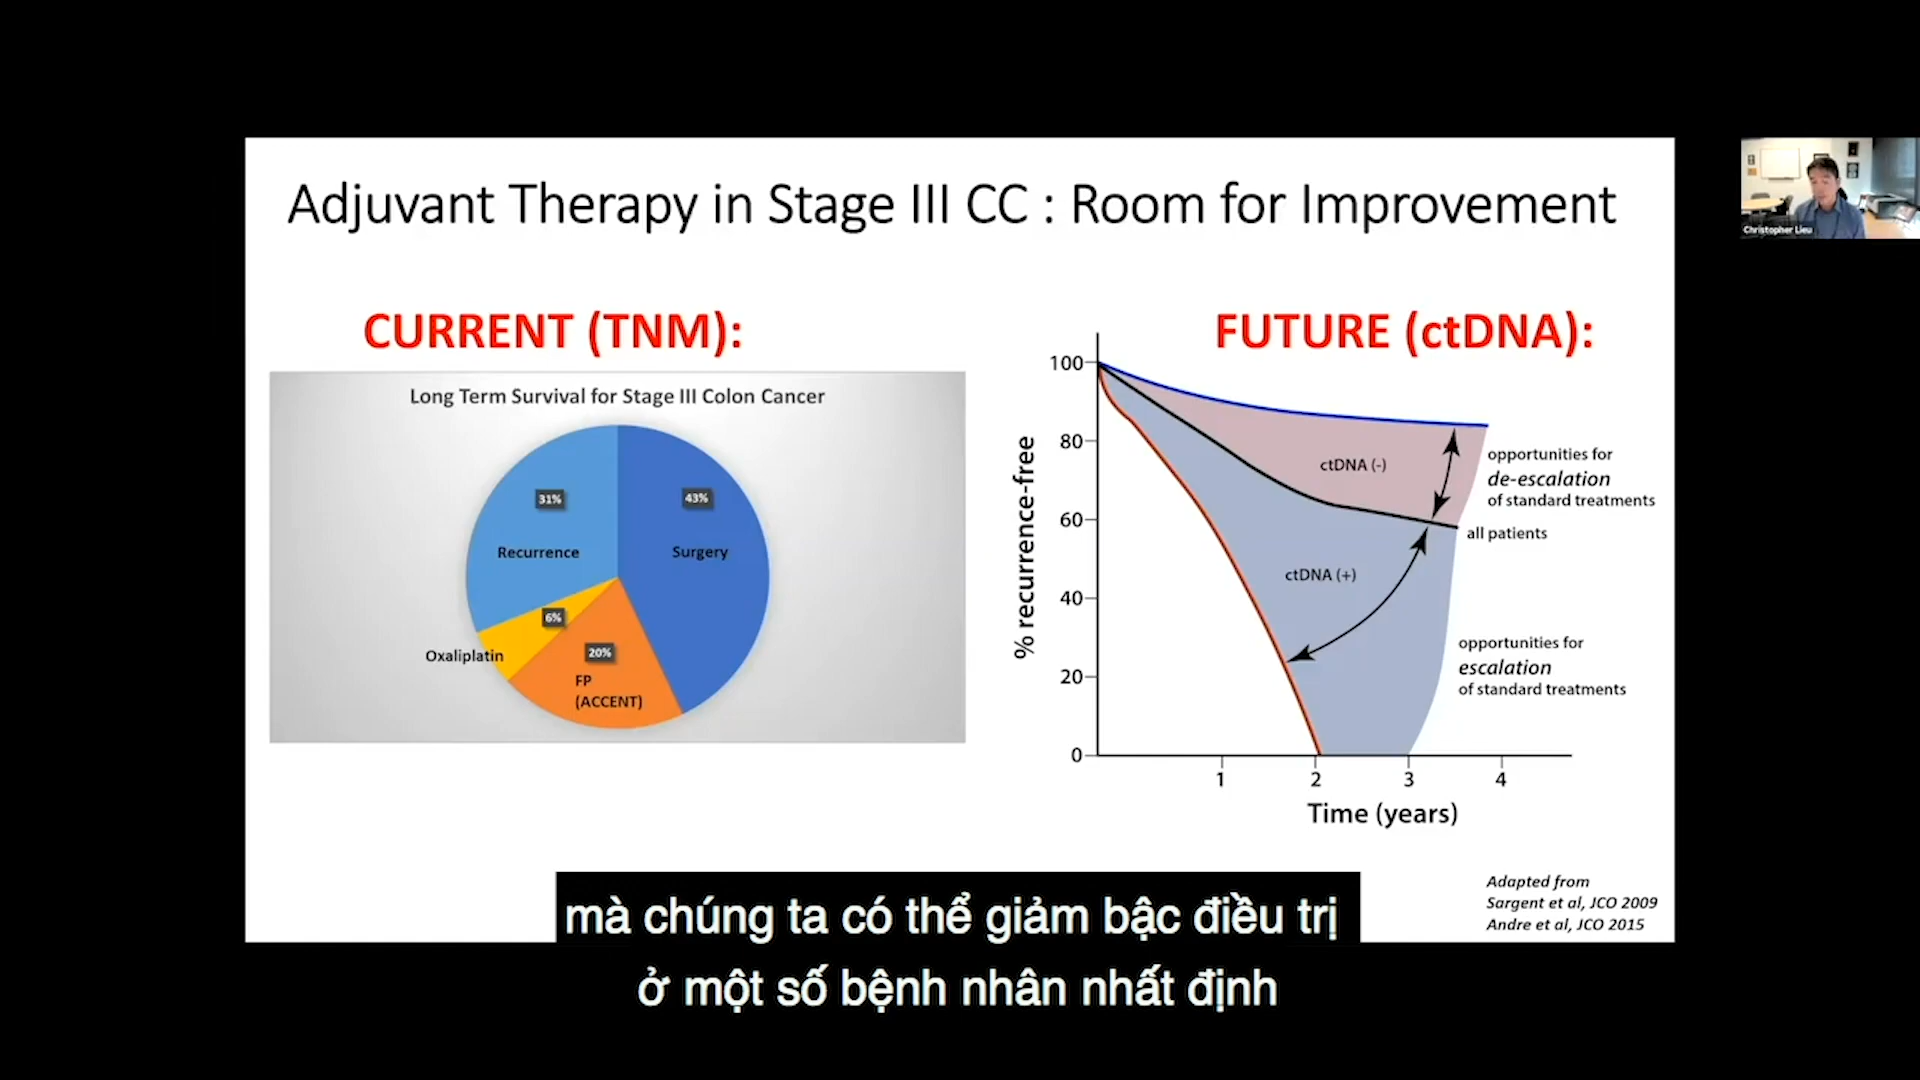 Adjuvant Therapy in Stage III CC : Room for Improvement
Christopher Lieu
CURRENT (TNM):
Long Term Survival for Stage III Colon Cancer
31%
43%
Recurrence
Surgery
6%
Oxaliplatin
20%
FP
(ACCENT)
FUTURE (ctDNA):
% recurrence-free
100
80
60
40
20
0
1
2
3
4
Time (years)
ctDNA (-)
ctDNA (+)
opportunities for
de-escalation
of standard treatments
all patients
opportunities for
escalation
of standard treatments
Adapted from
Sargent et al, JCO 2009
Andre et al, JCO 2015
mà chúng ta có thể giảm bậc điều trị
ở một số bệnh nhân nhất định